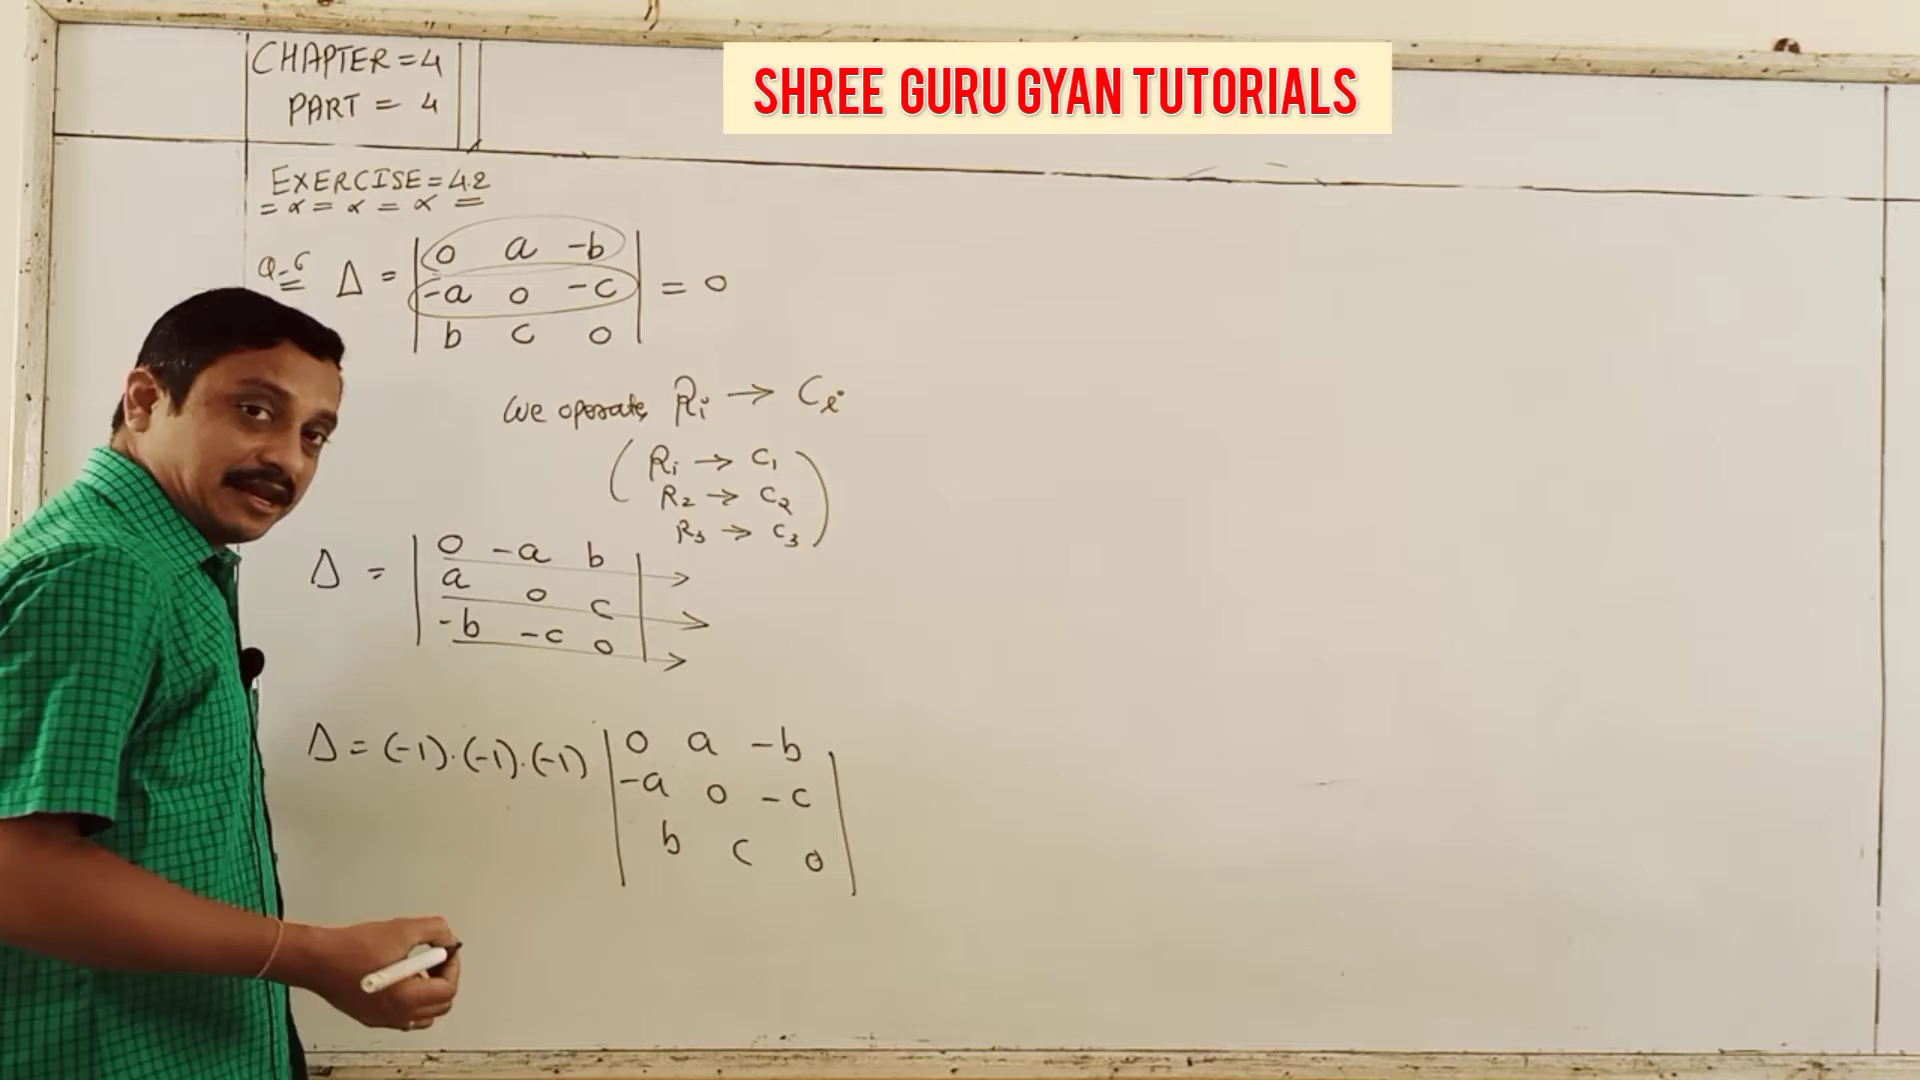 CHAPTER = 4
PART = 4
SHREE GURU GYAN TUTORIALS
EXERCISE = 4.2
= α = α = α =
Q-6 Δ = | 0 a -b |
| -a 0 -c | = 0
| b c 0 |
We operate, Ri → Ci
( Ri → C1
R2 → C2
R3 → C3 )
Δ = | 0 -a b | →
| a 0 c | →
| -b -c 0 | →
Δ = (-1).(-1).(-1) | 0 a -b |
| -a 0 -c |
| b c 0 |